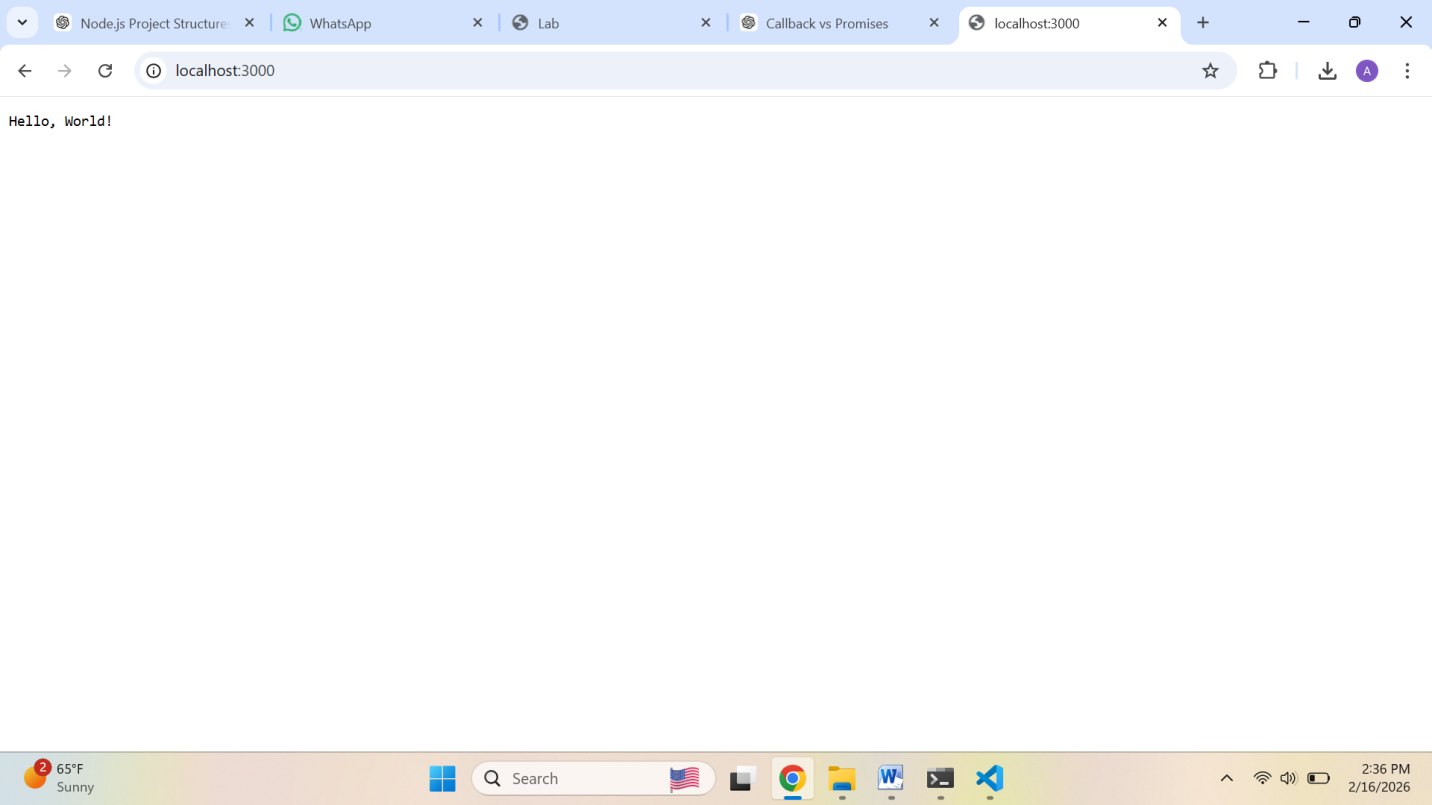 Node.js Project Structures
WhatsApp
Lab
Callback vs Promises
localhost:3000
localhost:3000
A
Hello, World!
2
65°F
Sunny
Search
W
2:36 PM
2/16/2026